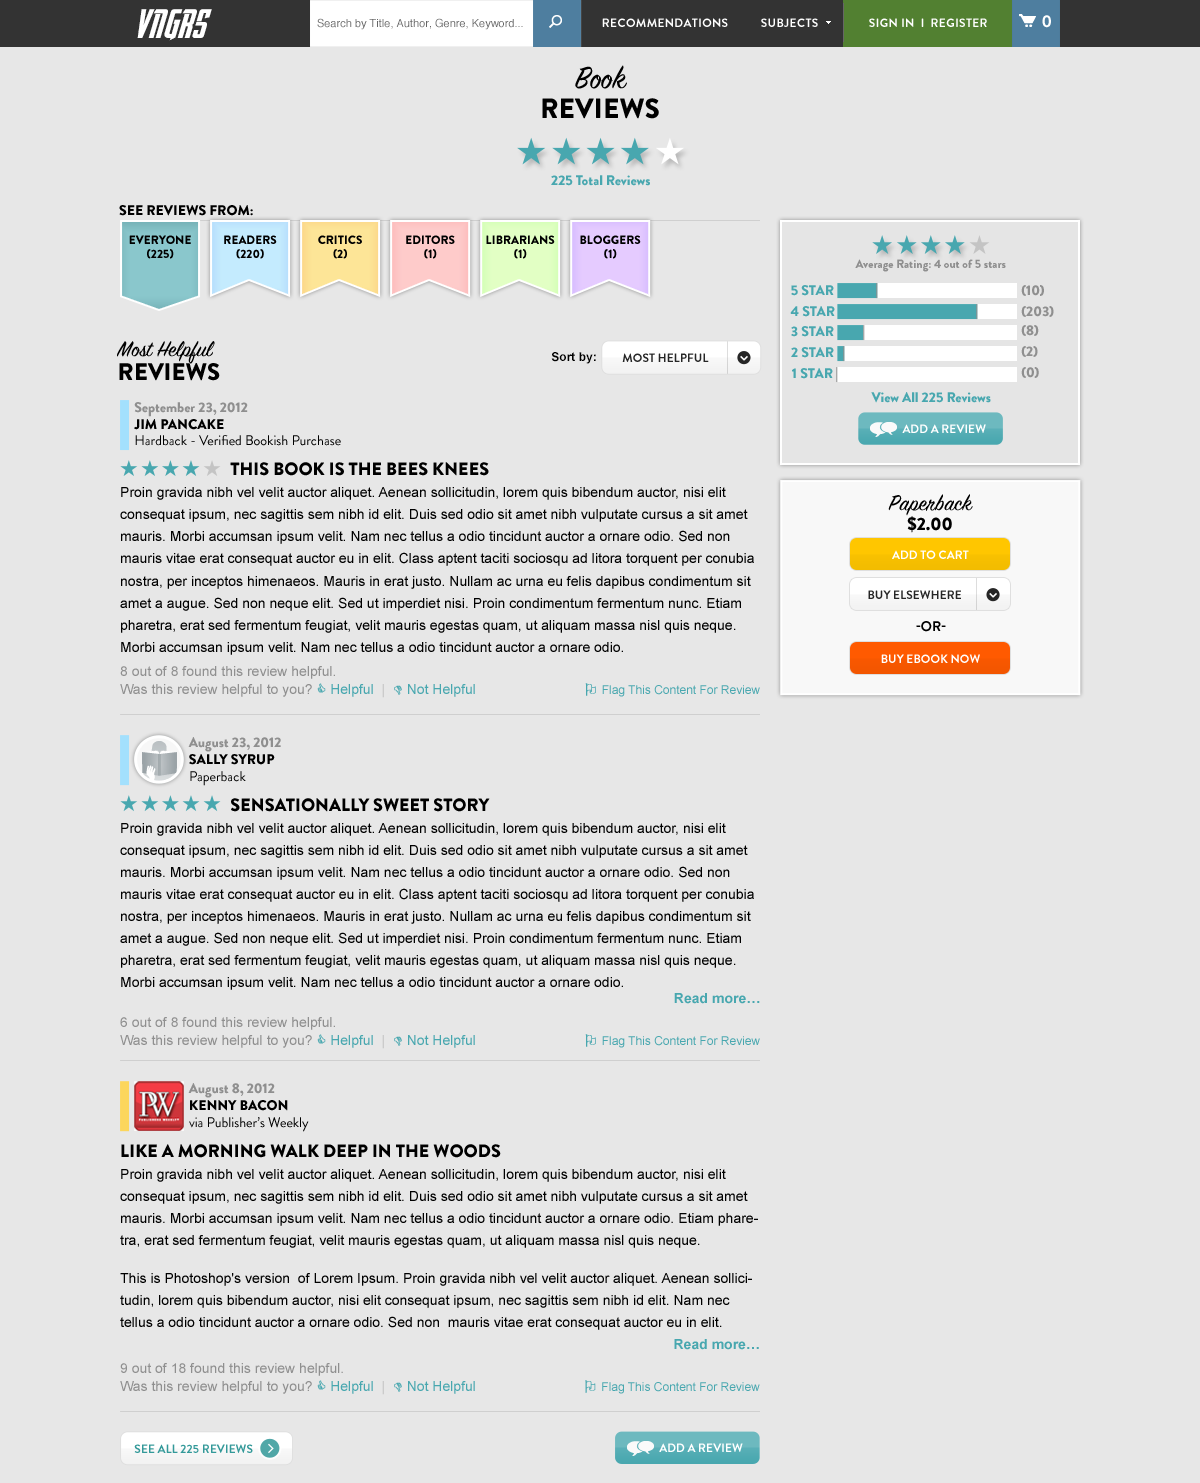 VNGRS
Search by Title, Author, Genre, Keyword...
RECOMMENDATIONS
SUBJECTS
SIGN IN | REGISTER
0
Book
REVIEWS
225 Total Reviews
SEE REVIEWS FROM:
EVERYONE
(225)
READERS
(220)
CRITICS
(2)
EDITORS
(1)
LIBRARIANS
(1)
BLOGGERS
(1)
Most Helpful
REVIEWS
Sort by:
MOST HELPFUL
September 23, 2012
JIM PANCAKE
Hardback - Verified Bookish Purchase
THIS BOOK IS THE BEES KNEES
Proin gravida nibh vel velit auctor aliquet. Aenean sollicitudin, lorem quis bibendum auctor, nisi elit
consequat ipsum, nec sagittis sem nibh id elit. Duis sed odio sit amet nibh vulputate cursus a sit amet
mauris. Morbi accumsan ipsum velit. Nam nec tellus a odio tincidunt auctor a ornare odio. Sed non
mauris vitae erat consequat auctor eu in elit. Class aptent taciti sociosqu ad litora torquent per conubia
nostra, per inceptos himenaeos. Mauris in erat justo. Nullam ac urna eu felis dapibus condimentum sit
amet a augue. Sed non neque elit. Sed ut imperdiet nisi. Proin condimentum fermentum nunc. Etiam
pharetra, erat sed fermentum feugiat, velit mauris egestas quam, ut aliquam massa nisl quis neque.
Morbi accumsan ipsum velit. Nam nec tellus a odio tincidunt auctor a ornare odio.
8 out of 8 found this review helpful.
Was this review helpful to you? Helpful | Not Helpful
Flag This Content For Review
August 23, 2012
SALLY SYRUP
Paperback
SENSATIONALLY SWEET STORY
Proin gravida nibh vel velit auctor aliquet. Aenean sollicitudin, lorem quis bibendum auctor, nisi elit
consequat ipsum, nec sagittis sem nibh id elit. Duis sed odio sit amet nibh vulputate cursus a sit amet
mauris. Morbi accumsan ipsum velit. Nam nec tellus a odio tincidunt auctor a ornare odio. Sed non
mauris vitae erat consequat auctor eu in elit. Class aptent taciti sociosqu ad litora torquent per conubia
nostra, per inceptos himenaeos. Mauris in erat justo. Nullam ac urna eu felis dapibus condimentum sit
amet a augue. Sed non neque elit. Sed ut imperdiet nisi. Proin condimentum fermentum nunc. Etiam
pharetra, erat sed fermentum feugiat, velit mauris egestas quam, ut aliquam massa nisl quis neque.
Morbi accumsan ipsum velit. Nam nec tellus a odio tincidunt auctor a ornare odio.
Read more...
6 out of 8 found this review helpful.
Was this review helpful to you? Helpful | Not Helpful
Flag This Content For Review
PW
PUBLISHERS WEEKLY
August 8, 2012
KENNY BACON
via Publisher's Weekly
LIKE A MORNING WALK DEEP IN THE WOODS
Proin gravida nibh vel velit auctor aliquet. Aenean sollicitudin, lorem quis bibendum auctor, nisi elit
consequat ipsum, nec sagittis sem nibh id elit. Duis sed odio sit amet nibh vulputate cursus a sit amet
mauris. Morbi accumsan ipsum velit. Nam nec tellus a odio tincidunt auctor a ornare odio. Etiam phare-
tra, erat sed fermentum feugiat, velit mauris egestas quam, ut aliquam massa nisl quis neque.
This is Photoshop's version of Lorem Ipsum. Proin gravida nibh vel velit auctor aliquet. Aenean sollici-
tudin, lorem quis bibendum auctor, nisi elit consequat ipsum, nec sagittis sem nibh id elit. Nam nec
tellus a odio tincidunt auctor a ornare odio. Sed non mauris vitae erat consequat auctor eu in elit.
Read more...
9 out of 18 found this review helpful.
Was this review helpful to you? Helpful | Not Helpful
Flag This Content For Review
SEE ALL 225 REVIEWS
ADD A REVIEW
Average Rating: 4 out of 5 stars
5 STAR (10)
4 STAR (203)
3 STAR (8)
2 STAR (2)
1 STAR (0)
View All 225 Reviews
ADD A REVIEW
Paperback
$2.00
ADD TO CART
BUY ELSEWHERE
-OR-
BUY EBOOK NOW